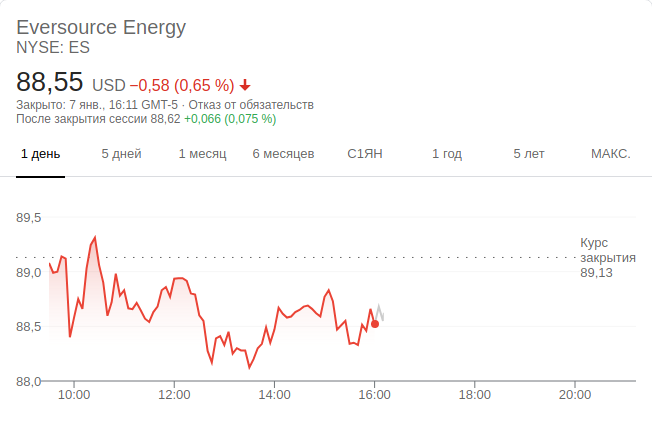 Eversource Energy
NYSE: ES
88,55 USD −0,58 (0,65 %)
Закрыто: 7 янв., 16:11 GMT-5 · Отказ от обязательств
После закрытия сессии 88,62 +0,066 (0,075 %)
1 день 5 дней 1 месяц 6 месяцев С1ЯН 1 год 5 лет МАКС.
89,5
Курс
закрытия
89,13
89,0
88,5
88,0
10:00 12:00 14:00 16:00 18:00 20:00